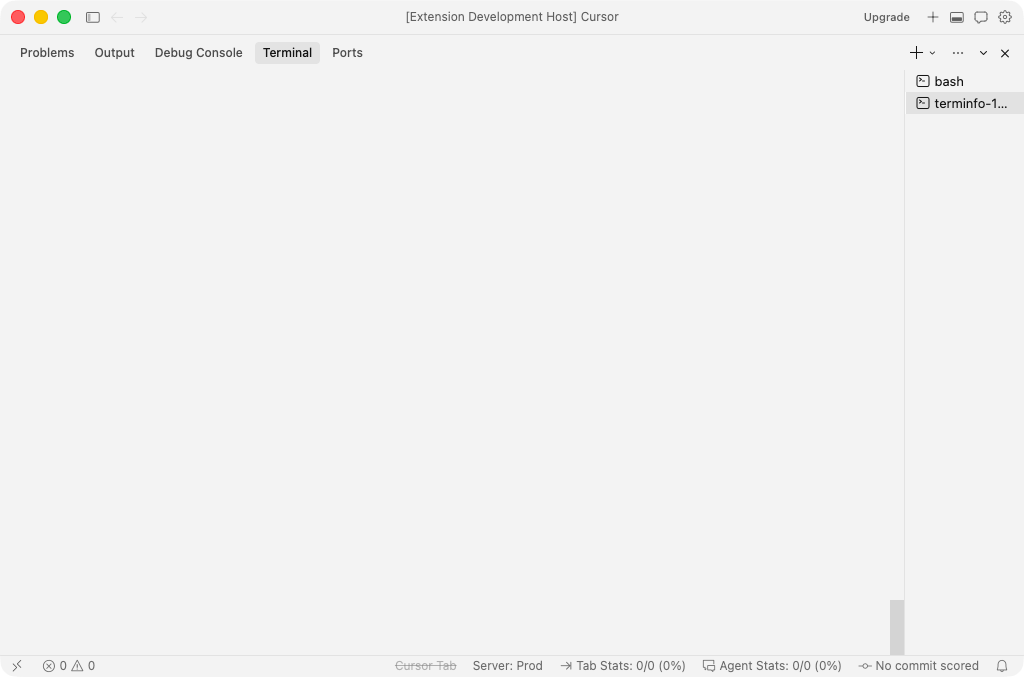 [Extension Development Host] Cursor
Upgrade
Problems Output Debug Console Terminal Ports
bash
terminfo-1...
0 0 Cursor Tab Server: Prod Tab Stats: 0/0 (0%) Agent Stats: 0/0 (0%) No commit scored